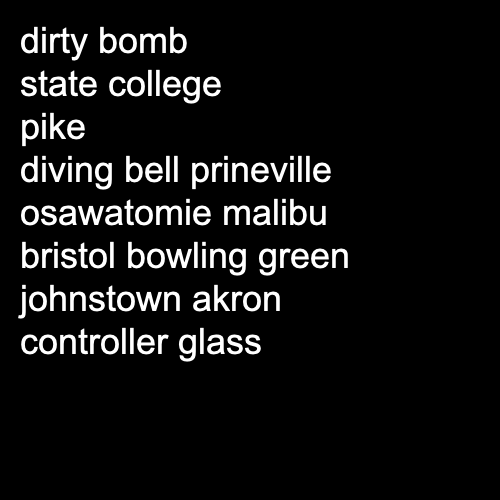 dirty bomb
state college
pike
diving bell prineville
osawatomie malibu
bristol bowling green
johnstown akron
controller glass